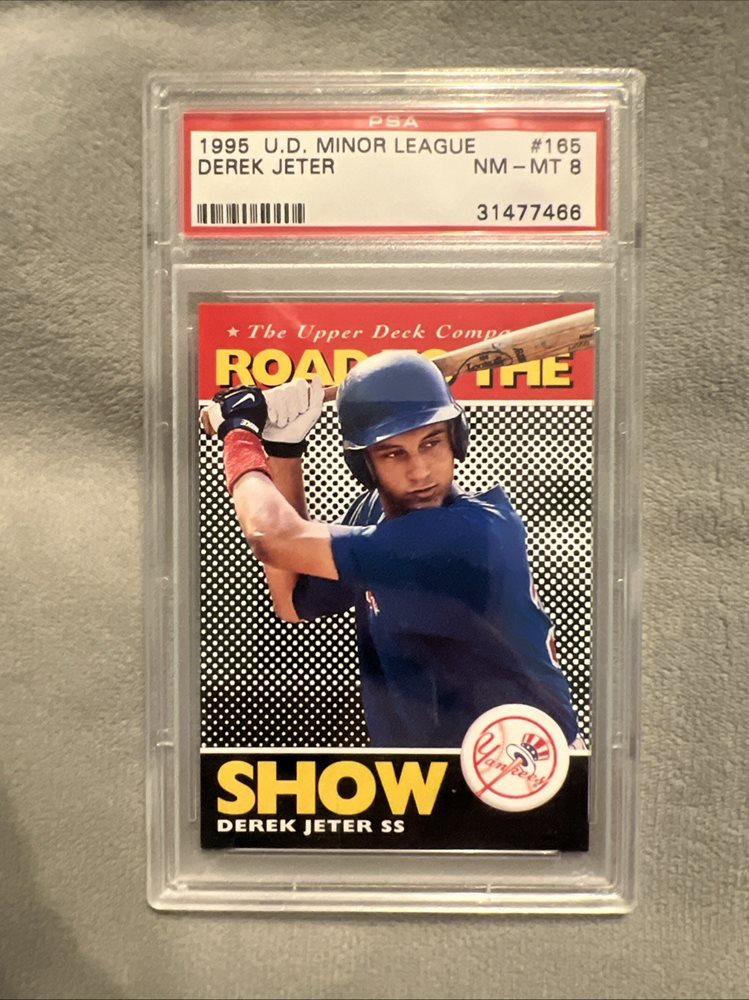 PSA
1995 U.D. MINOR LEAGUE #165
DEREK JETER NM-MT 8
31477466
★ The Upper Deck Compa
ROAD TO THE
Yankees
SHOW
DEREK JETER SS